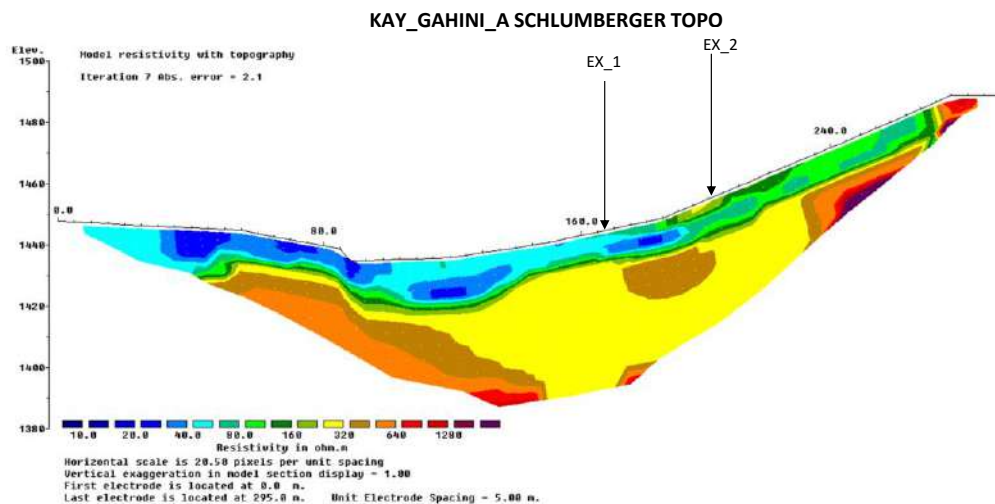 KAY_GAHINI_A SCHLUMBERGER TOPO
Elev.
Model resistivity with topography
Iteration 7 Abs. error = 2.1
EX_1
EX_2
1500
1480
1460
1440
1420
1400
1380
0.0
80.0
160.0
240.0
10.0 20.0 40.0 80.0 160 320 640 1280
Resistivity in ohm.m
Horizontal scale is 20.50 pixels per unit spacing
Vertical exaggeration in model section display = 1.00
First electrode is located at 0.0 m.
Last electrode is located at 295.0 m. Unit Electrode Spacing = 5.00 m.